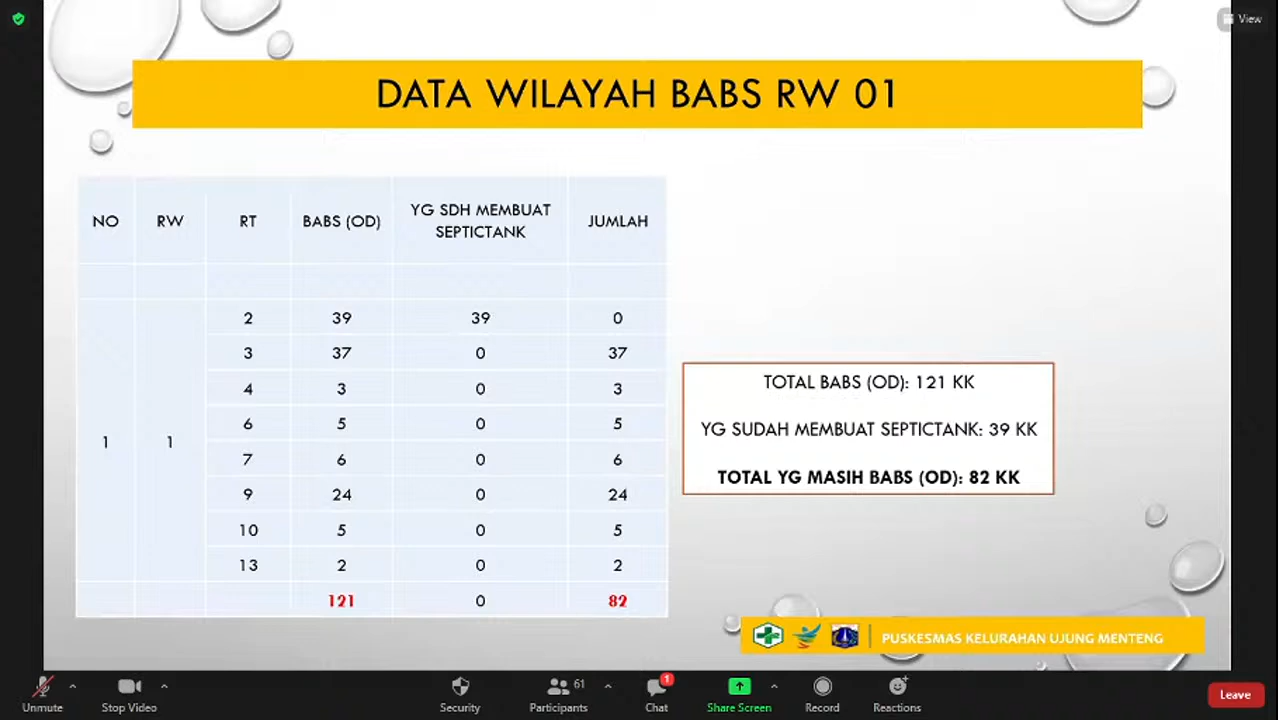 View
DATA WILAYAH BABS RW 01
NO RW RT BABS (OD) YG SDH MEMBUAT SEPTICTANK JUMLAH
2 39 39 0
3 37 0 37
4 3 0 3
6 5 0 5
1 1
7 6 0 6
9 24 0 24
10 5 0 5
13 2 0 2
121 0 82
TOTAL BABS (OD): 121 KK
YG SUDAH MEMBUAT SEPTICTANK: 39 KK
TOTAL YG MASIH BABS (OD): 82 KK
PUSKESMAS KELURAHAN UJUNG MENTENG
Unmute Stop Video Security Participants 61 Chat 1 Share Screen Record Reactions Leave